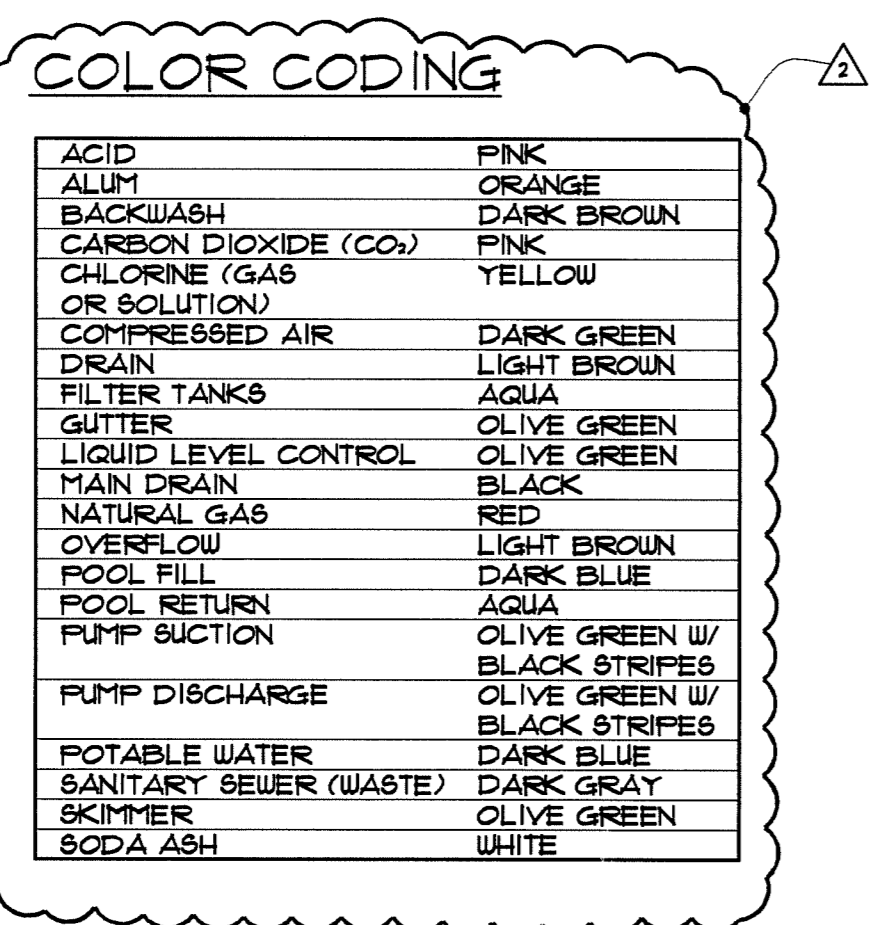 COLOR CODING
2
ACID PINK
ALUM ORANGE
BACKWASH DARK BROWN
CARBON DIOXIDE (CO₂) PINK
CHLORINE (GAS YELLOW
OR SOLUTION)
COMPRESSED AIR DARK GREEN
DRAIN LIGHT BROWN
FILTER TANKS AQUA
GUTTER OLIVE GREEN
LIQUID LEVEL CONTROL OLIVE GREEN
MAIN DRAIN BLACK
NATURAL GAS RED
OVERFLOW LIGHT BROWN
POOL FILL DARK BLUE
POOL RETURN AQUA
PUMP SUCTION OLIVE GREEN W/
BLACK STRIPES
PUMP DISCHARGE OLIVE GREEN W/
BLACK STRIPES
POTABLE WATER DARK BLUE
SANITARY SEWER (WASTE) DARK GRAY
SKIMMER OLIVE GREEN
SODA ASH WHITE